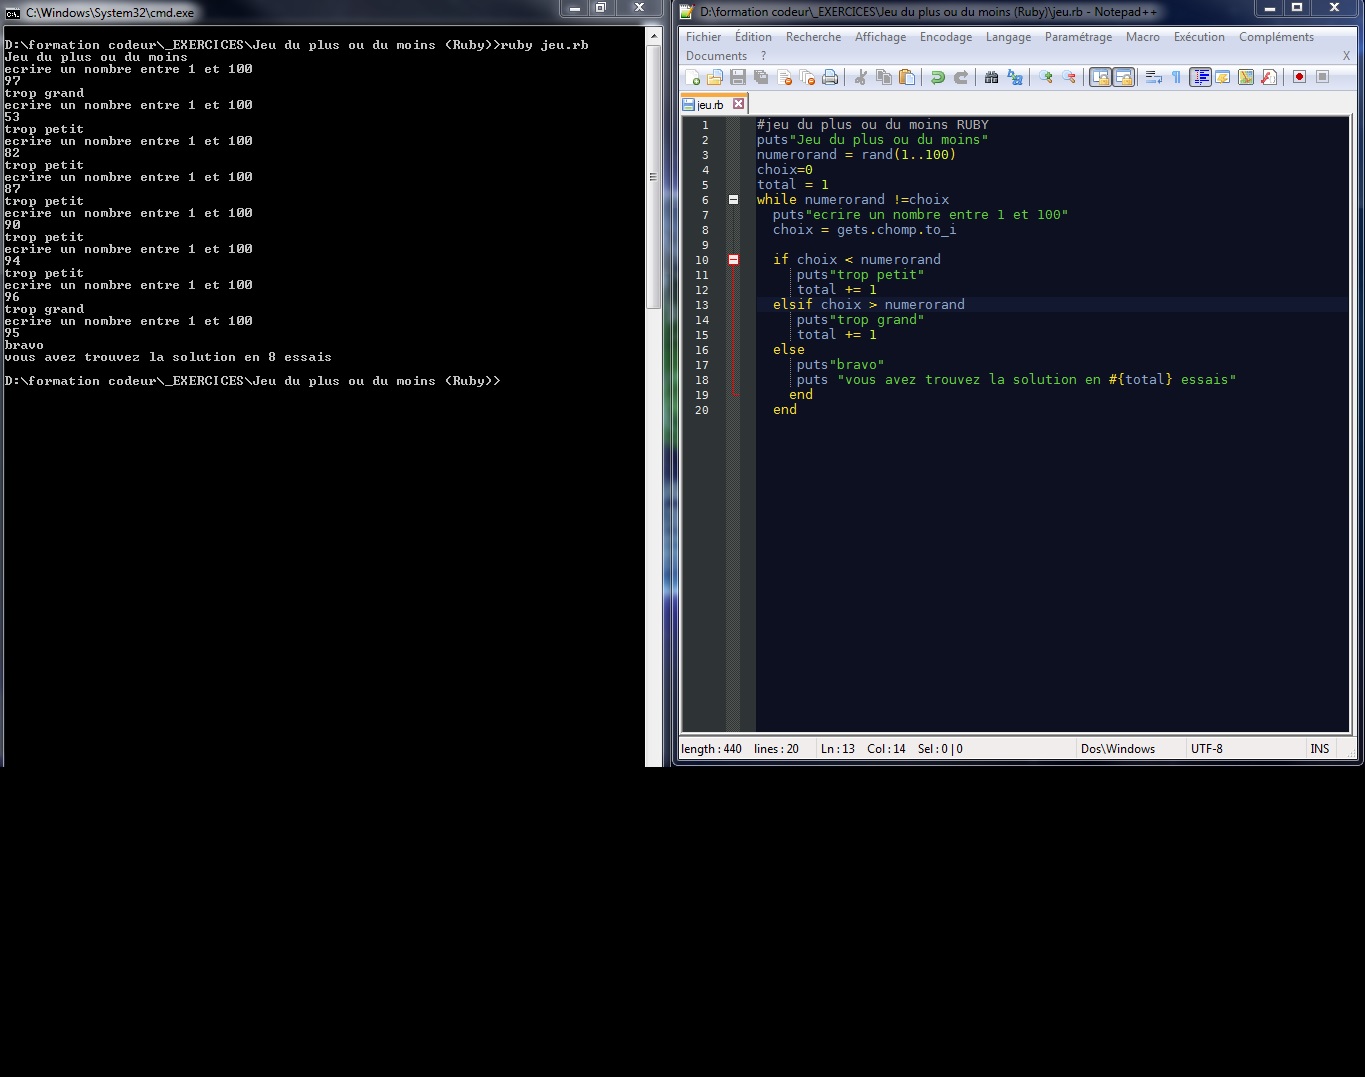 C:\Windows\System32\cmd.exe
D:\formation codeur\_EXERCICES\Jeu du plus ou du moins (Ruby)>ruby jeu.rb
Jeu du plus ou du moins
ecrire un nombre entre 1 et 100
97
trop grand
ecrire un nombre entre 1 et 100
53
trop petit
ecrire un nombre entre 1 et 100
82
trop petit
ecrire un nombre entre 1 et 100
87
trop petit
ecrire un nombre entre 1 et 100
90
trop petit
ecrire un nombre entre 1 et 100
94
trop petit
ecrire un nombre entre 1 et 100
96
trop grand
ecrire un nombre entre 1 et 100
95
bravo
vous avez trouvez la solution en 8 essais
D:\formation codeur\_EXERCICES\Jeu du plus ou du moins (Ruby)>
D:\formation codeur\_EXERCICES\Jeu du plus ou du moins (Ruby)\jeu.rb - Notepad++
Fichier Édition Recherche Affichage Encodage Langage Paramétrage Macro Exécution Compléments
Documents ? X
jeu.rb
1 #jeu du plus ou du moins RUBY
2 puts"Jeu du plus ou du moins"
3 numerorand = rand(1..100)
4 choix=0
5 total = 1
6 while numerorand !=choix
7 puts"ecrire un nombre entre 1 et 100"
8 choix = gets.chomp.to_i
9
10 if choix < numerorand
11 puts"trop petit"
12 total += 1
13 elsif choix > numerorand
14 puts"trop grand"
15 total += 1
16 else
17 puts"bravo"
18 puts "vous avez trouvez la solution en #{total} essais"
19 end
20 end
length : 440 lines : 20 Ln : 13 Col : 14 Sel : 0 | 0 Dos\Windows UTF-8 INS